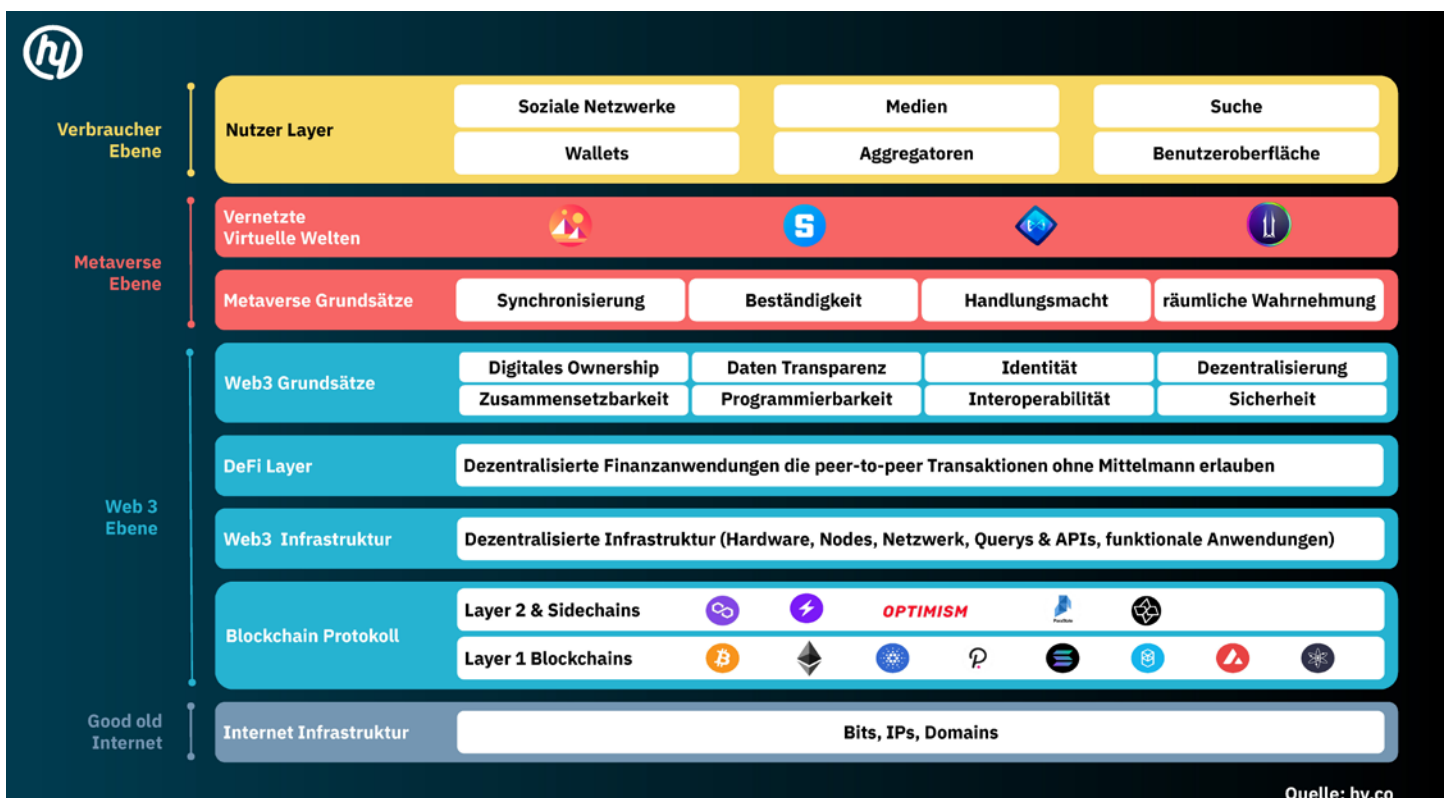 hy
Verbraucher
Ebene
Nutzer Layer
Soziale Netzwerke
Medien
Suche
Wallets
Aggregatoren
Benutzeroberfläche
Metaverse
Ebene
Vernetzte
Virtuelle Welten
S
Metaverse Grundsätze
Synchronisierung
Beständigkeit
Handlungsmacht
räumliche Wahrnehmung
Web 3
Ebene
Web3 Grundsätze
Digitales Ownership
Daten Transparenz
Identität
Dezentralisierung
Zusammensetzbarkeit
Programmierbarkeit
Interoperabilität
Sicherheit
DeFi Layer
Dezentralisierte Finanzanwendungen die peer-to-peer Transaktionen ohne Mittelmann erlauben
Web3 Infrastruktur
Dezentralisierte Infrastruktur (Hardware, Nodes, Netzwerk, Querys & APIs, funktionale Anwendungen)
Blockchain Protokoll
Layer 2 & Sidechains
OPTIMISM
Layer 1 Blockchains
Good old
Internet
Internet Infrastruktur
Bits, IPs, Domains
Quelle: hy.co